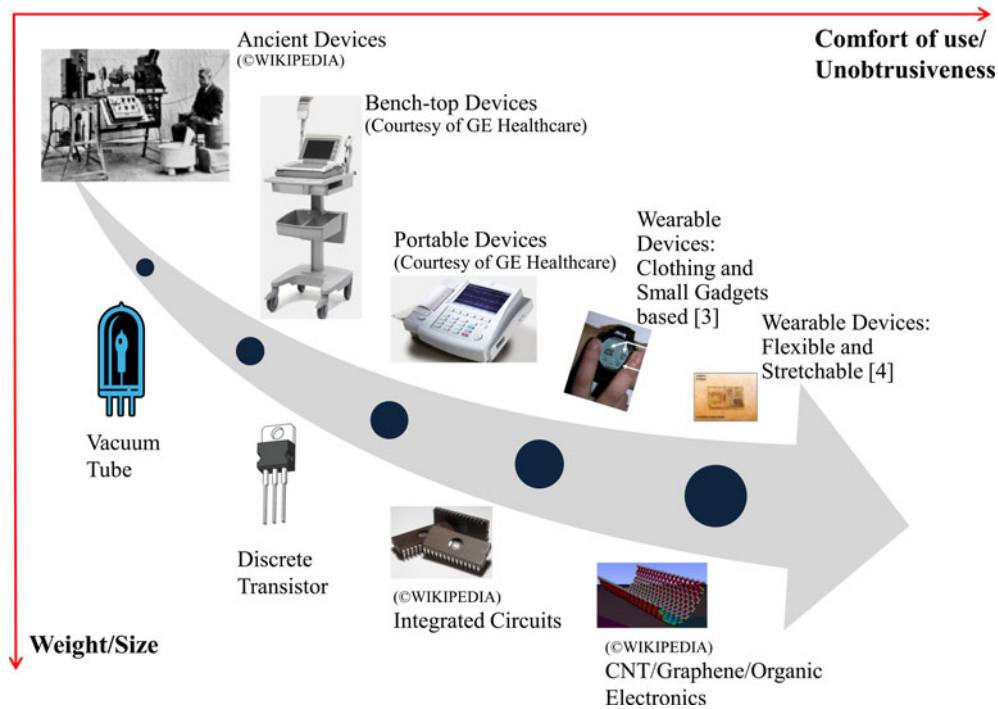 Ancient Devices
(©WIKIPEDIA)
Comfort of use/
Unobtrusiveness
Bench-top Devices
(Courtesy of GE Healthcare)
Portable Devices
(Courtesy of GE Healthcare)
Wearable
Devices:
Clothing and
Small Gadgets
based [3]
Wearable Devices:
Flexible and
Stretchable [4]
Vacuum
Tube
Discrete
Transistor
(©WIKIPEDIA)
Integrated Circuits
(©WIKIPEDIA)
CNT/Graphene/Organic
Electronics
Weight/Size